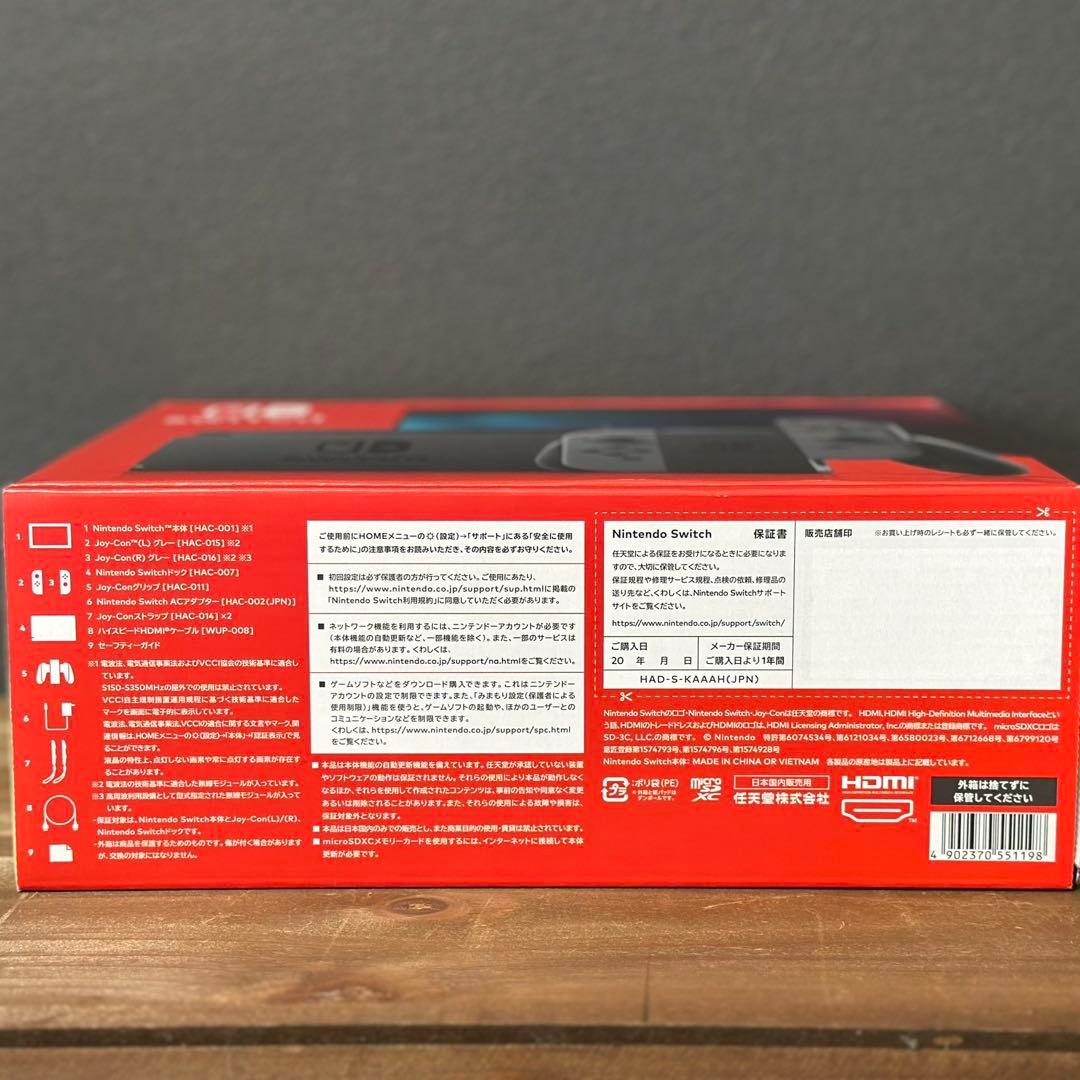 1 Nintendo Switch™本体 [HAC-001] ※1
2 Joy-Con™(L) グレー [HAC-015] ※2
3 Joy-Con(R) グレー [HAC-016] ※2 ※3
4 Nintendo Switchドック [HAC-007]
5 Joy-Conグリップ [HAC-011]
6 Nintendo Switch ACアダプター [HAC-002(JPN)]
7 Joy-Conストラップ [HAC-014] ×2
8 ハイスピードHDMI®ケーブル [WUP-008]
9 セーフティーガイド
1
2
3
4
5
6
7
8
9
※1 電波法、電気通信事業法およびVCCI協会の技術基準に適合し
ています。
5150-5350MHzの屋外での使用は禁止されています。
VCCI自主規制措置運用規程に基づく技術基準に適合した
マークを画面に電子的に表示しています。
電波法、電気通信事業法、VCCIの適合に関する文言やマーク、関
連情報は、HOMEメニューの(設定)→「本体」→「認証表示」で見
ることができます。
液晶の特性上、点灯しない画素や常に点灯する画素が存在す
ることがあります。
※2 電波法の技術基準に適合した無線モジュールが入っています。
※3 高周波利用設備として型式指定された無線モジュールが入って
います。
・保証対象は、Nintendo Switch本体とJoy-Con(L)/(R)、
Nintendo Switchドックです。
・外箱は商品を保護するためのものです。傷が付く場合があります
が、交換の対象にはなりません。
ご使用前にHOMEメニューの(設定)→「サポート」にある「安全に使用
するために」の注意事項をお読みいただき、その内容を必ずお守りください。
■ 初回設定は必ず保護者の方が行ってください。ご使用にあたり、
https://www.nintendo.co.jp/support/sup.htmlに掲載の
「Nintendo Switch利用規約」に同意していただく必要があります。
■ ネットワーク機能を利用するには、ニンテンドーアカウントが必要です
(本体機能の自動更新など、一部機能を除く)。また、一部のサービスは
有料の場合があります。くわしくは、
https://www.nintendo.co.jp/support/na.htmlをご覧ください。
■ ゲームソフトなどをダウンロード購入できます。これはニンテンドー
アカウントの設定で制限できます。また、「みまもり設定(保護者による
使用制限)」機能を使うと、ゲームソフトの起動や、ほかのユーザーとの
コミュニケーションなどを制限できます。
くわしくは、https://www.nintendo.co.jp/support/spc.html
をご覧ください。
■ 本品は本体機能の自動更新機能を備えています。任天堂が承認していない装置
やソフトウェアの動作は保証されません。それらの使用により本品が動作しなく
なるほか、それらを使用して作成されたコンテンツは、事前の告知や同意なく変更
あるいは削除されることがあります。また、それらの使用による故障や損害は、
保証対象外となります。
■ 本品は日本国内のみでの販売とし、また商業目的の使用・賃貸は禁止されています。
■ microSDXCメモリーカードを使用するには、インターネットに接続して本体
更新が必要です。
Nintendo Switch 保証書
任天堂による保証をお受けになるときに必要になりま
すので、大切に保管してください。
保証規程や修理サービス規程、点検の依頼、修理品の
送り先など、くわしくは、Nintendo Switchサポート
サイトをご覧ください。
https://www.nintendo.co.jp/support/switch/
ご購入日
20 年 月 日
メーカー保証期間
ご購入日より1年間
HAD-S-KAAAH(JPN)
販売店舗印 ※お買い上げ時のレシートも必ず一緒に保管してください。
Nintendo Switchのロゴ・Nintendo Switch・Joy-Conは任天堂の商標です。 HDMI、HDMI High-Definition Multimedia Interfaceとい
う語、HDMIのトレードドレスおよびHDMIのロゴは、HDMI Licensing Administrator, Inc.の商標または登録商標です。 microSDXCロゴは
SD-3C, LLC.の商標です。 © Nintendo 特許第6074534号、第6121034号、第6580023号、第6712668号、第6799120号
意匠登録第1574793号、第1574796号、第1574928号
Nintendo Switch本体: MADE IN CHINA OR VIETNAM 各製品の原産地は製品上に記載しています。
プラ
:ポリ袋(PE)
※外箱と紙パッドは
ダンボールです。
micro
SD
XC
日本国内販売用
任天堂株式会社
HDMI
HIGH-DEFINITION MULTIMEDIA INTERFACE
™
外箱は捨てずに
保管してください
4 902370 551198